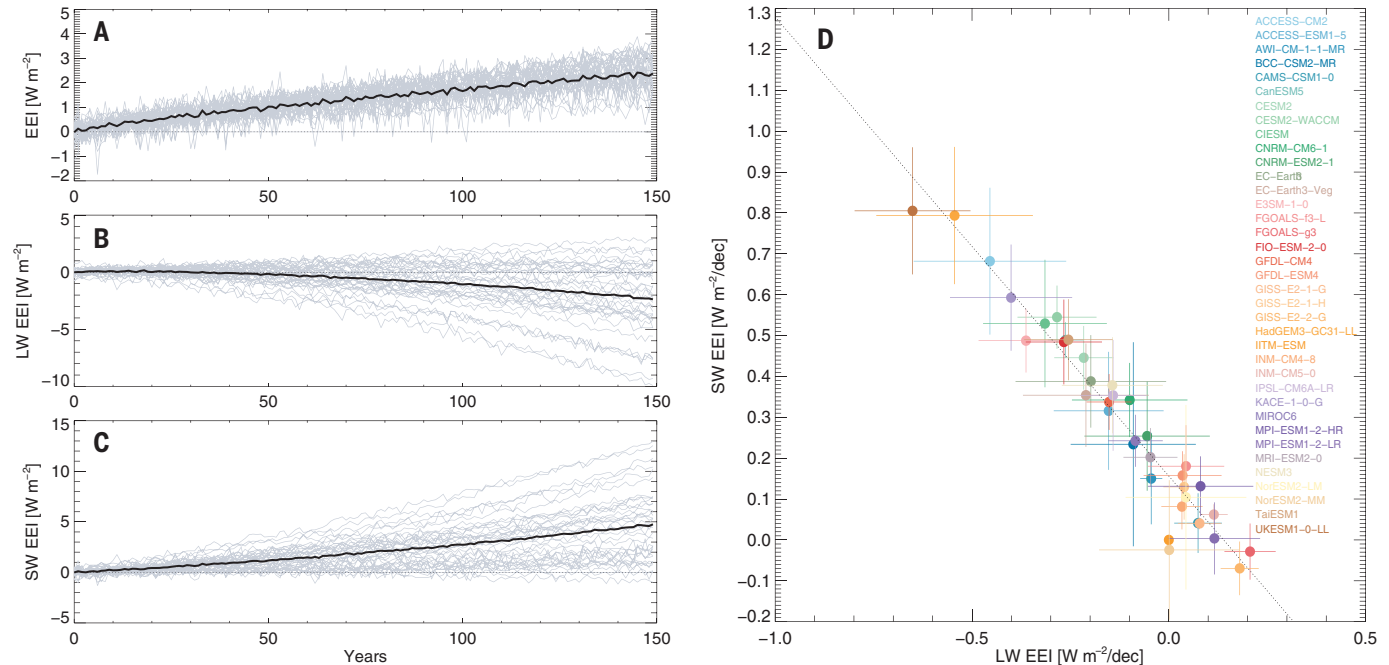 A
EEI [W m−2]
5
4
3
2
1
0
−1
−2
0
50
100
150
B
LW EEI [W m−2]
5
0
−5
−10
C
SW EEI [W m−2]
15
10
5
0
−5
0
50
100
150
Years
D
SW EEI [W m−2/dec]
1.3
1.2
1.1
1.0
0.9
0.8
0.7
0.6
0.5
0.4
0.3
0.2
0.1
0.0
−0.1
−0.2
−1.0
−0.5
0.0
0.5
LW EEI [W m−2/dec]
ACCESS−CM2
ACCESS−ESM1−5
AWI−CM−1−1−MR
BCC−CSM2−MR
CAMS−CSM1−0
CanESM5
CESM2
CESM2−WACCM
CIESM
CNRM−CM6−1
CNRM−ESM2−1
EC−Earth3
EC−Earth3−Veg
E3SM−1−0
FGOALS−f3−L
FGOALS−g3
FIO−ESM−2−0
GFDL−CM4
GFDL−ESM4
GISS−E2−1−G
GISS−E2−1−H
GISS−E2−2−G
HadGEM3−GC31−LL
IITM−ESM
INM−CM4−8
INM−CM5−0
IPSL−CM6A−LR
KACE−1−0−G
MIROC6
MPI−ESM1−2−HR
MPI−ESM1−2−LR
MRI−ESM2−0
NESM3
NorESM2−LM
NorESM2−MM
TaiESM1
UKESM1−0−LL